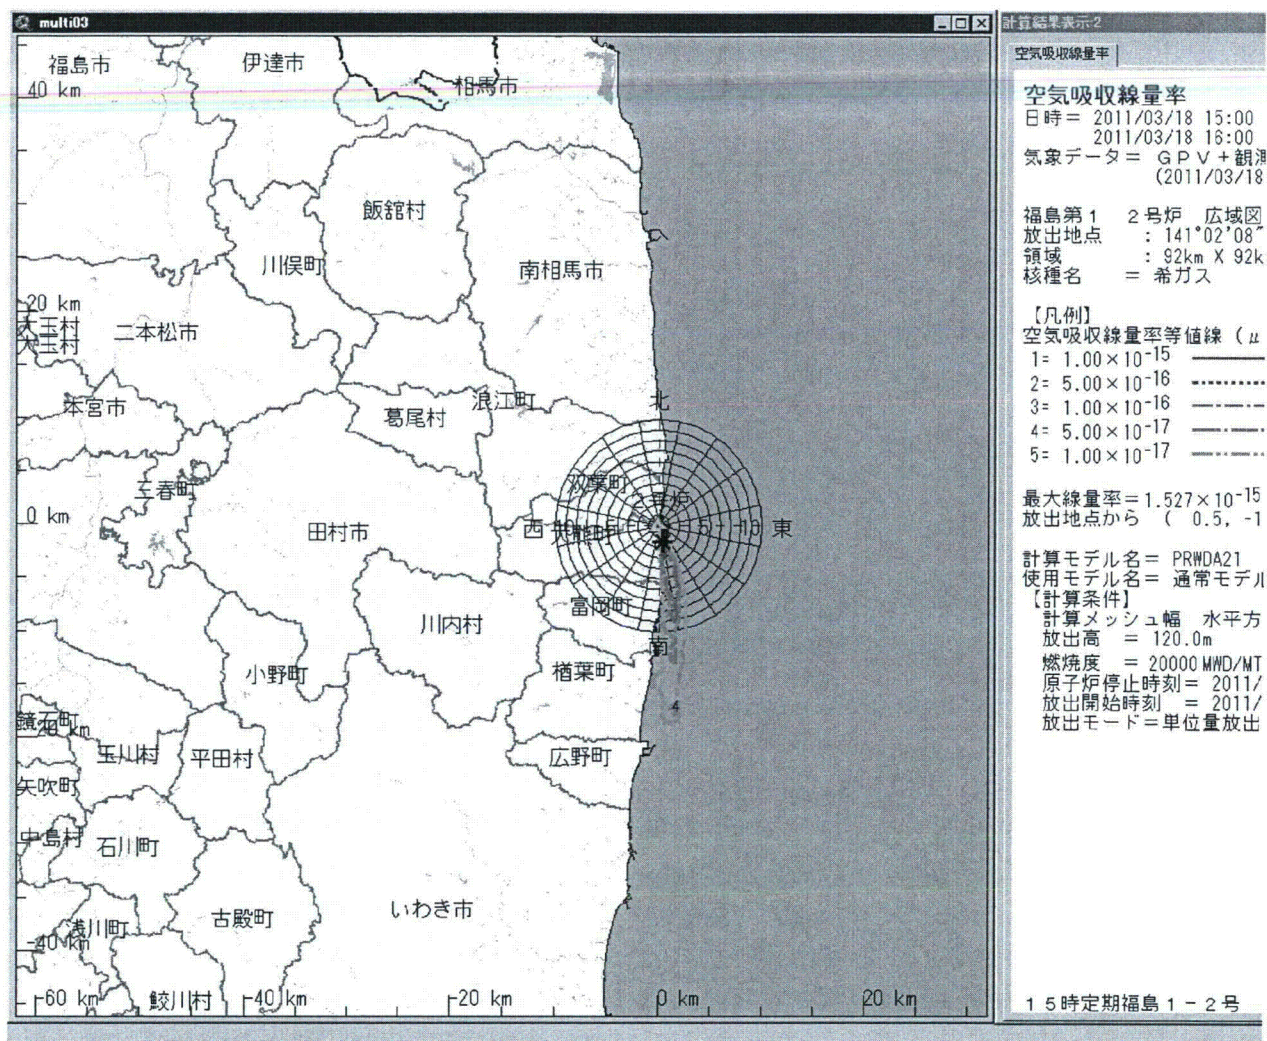 multi03
福島市
伊達市
相馬市
40 km
飯舘村
川俣町
南相馬市
20 km
大玉村
大玉村
二本松市
本宮市
葛尾村
浪江町
北
三春町
双葉町
0 km
田村市
西
東
富岡町
川内村
南
小野町
楢葉町
4
鏡石町
玉川村
平田村
広野町
矢吹町
中島村
石川町
いわき市
古殿町
浅川町
-40 km
鮫川村
-60 km
-40 km
-20 km
0 km
20 km
計算結果表示-2
空気吸収線量率
空気吸収線量率
日時= 2011/03/18 15:00
2011/03/18 16:00
気象データ= GPV+観測
(2011/03/18
福島第1 2号炉 広域図
放出地点 : 141°02'08"
領域 : 92km X 92k
核種名 = 希ガス
【凡例】
空気吸収線量率等値線 (μ
1= 1.00×10-15
2= 5.00×10-16
3= 1.00×10-16
4= 5.00×10-17
5= 1.00×10-17
最大線量率=1.527×10-15
放出地点から ( 0.5, -1
計算モデル名= PRWDA21
使用モデル名= 通常モデル
【計算条件】
計算メッシュ幅 水平方
放出高 = 120.0m
燃焼度 = 20000MWD/MT
原子炉停止時刻= 2011/
放出開始時刻 = 2011/
放出モード=単位量放出
15時定期福島1-2号